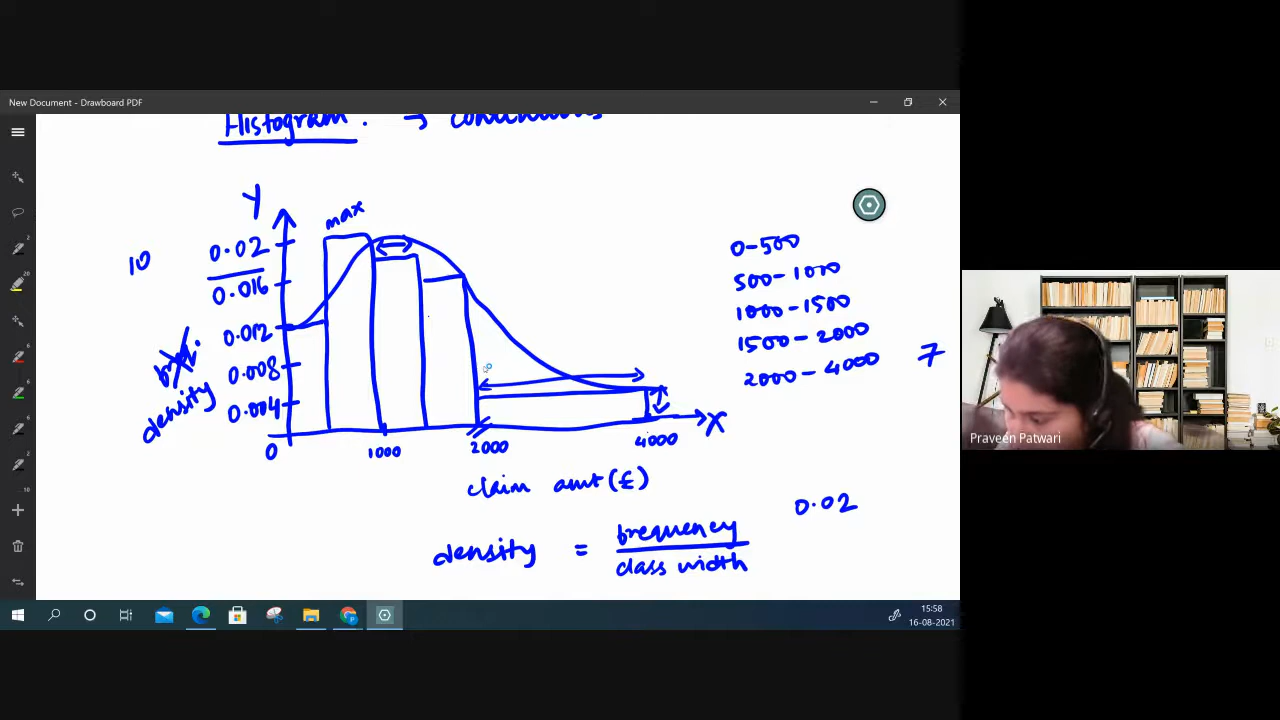 New Document - Drawboard PDF
Histogram. → continuous
Y
max
10
0.02
0.016
0.012
0.008
density
0.004
0
1000
2000
4000
X
claim amt (£)
0-500
500-1000
1000-1500
1500-2000
2000-4000
7
0.02
density = frequency
class width
Praveen Patwari
15:58
16-08-2021